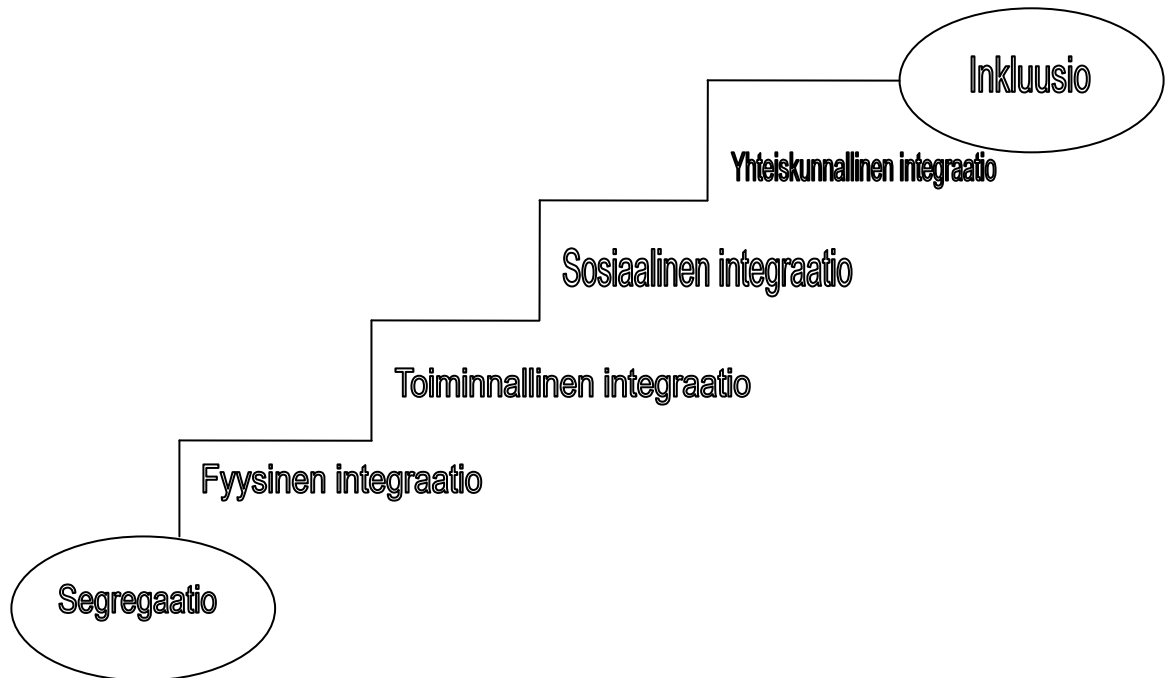 Inkluusio
Yhteiskunnallinen integraatio
Sosiaalinen integraatio
Toiminnallinen integraatio
Fyysinen integraatio
Segregaatio